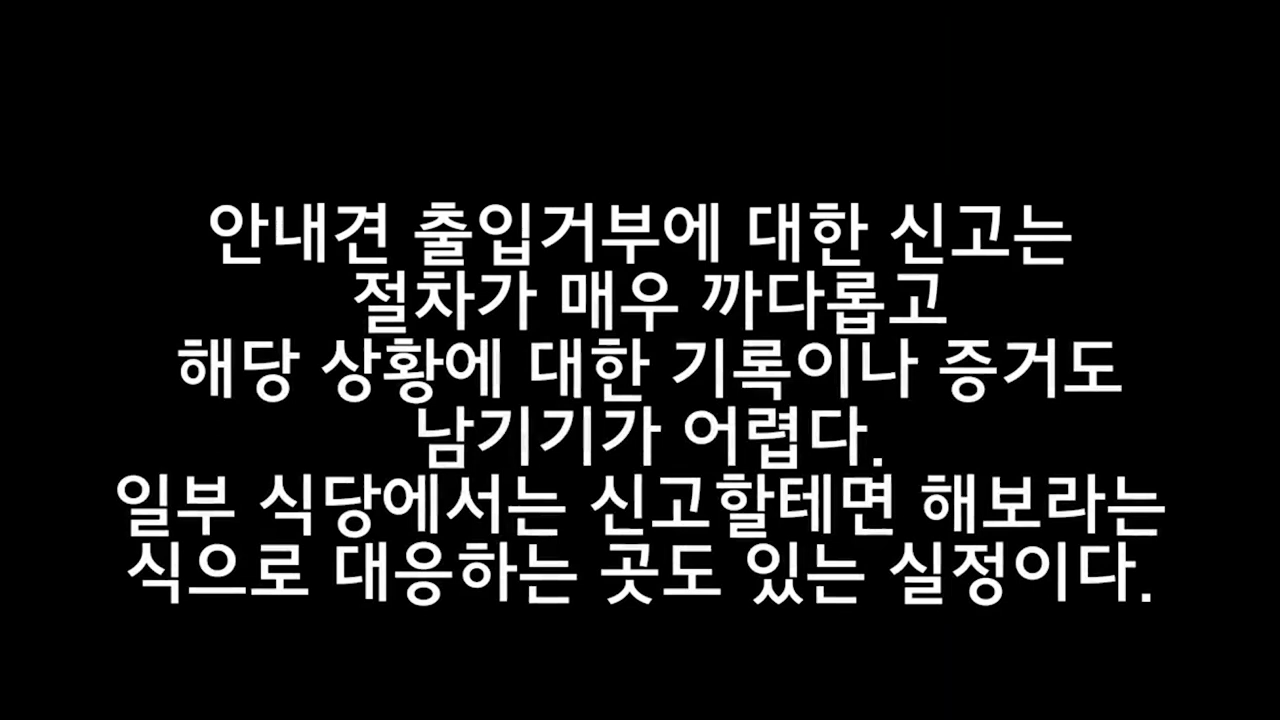 안내견 출입거부에 대한 신고는
절차가 매우 까다롭고
해당 상황에 대한 기록이나 증거도
남기기가 어렵다.
일부 식당에서는 신고할테면 해보라는
식으로 대응하는 곳도 있는 실정이다.